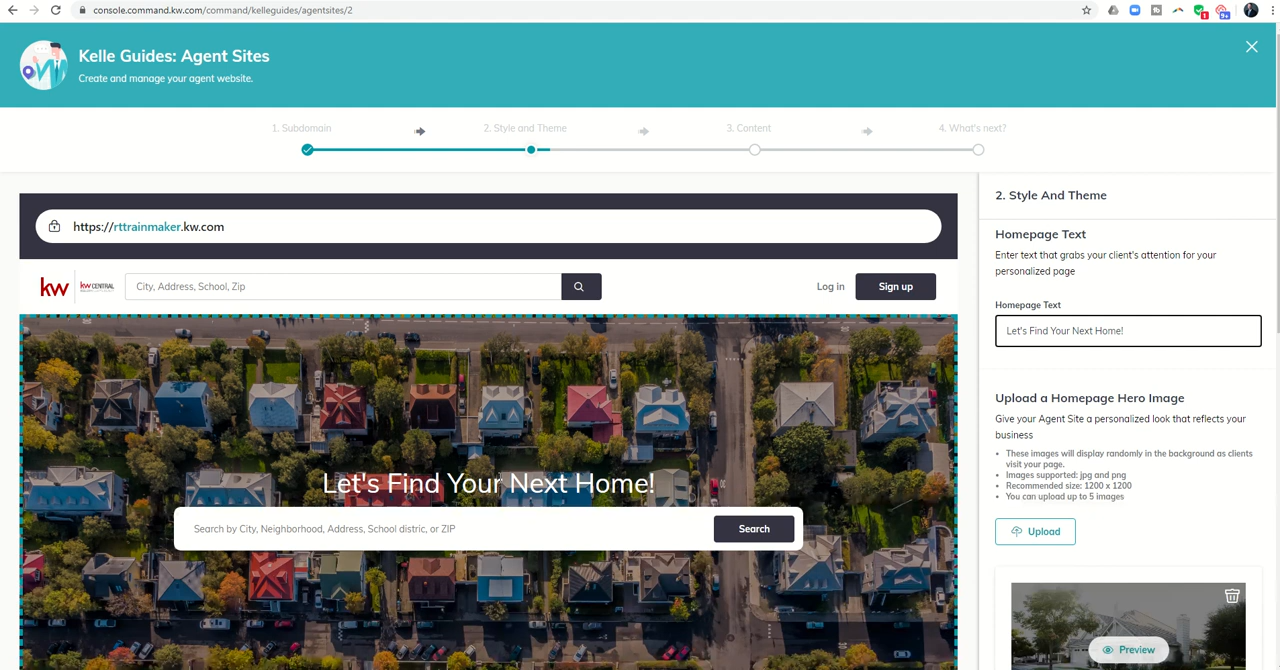 console.command.kw.com/command/kelleguides/agentsites/2
1
9+
Kelle Guides: Agent Sites
Create and manage your agent website.
1. Subdomain
2. Style and Theme
3. Content
4. What's next?
https://rttrainmaker.kw.com
kw
kw CENTRAL
City, Address, School, Zip
Log in
Sign up
Let's Find Your Next Home!
Search by City, Neighborhood, Address, School distric, or ZIP
Search
2. Style And Theme
Homepage Text
Enter text that grabs your client's attention for your
personalized page
Homepage Text
Let's Find Your Next Home!
Upload a Homepage Hero Image
Give your Agent Site a personalized look that reflects your
business
• These images will display randomly in the background as clients
visit your page.
• Images supported: jpg and png
• Recommended size: 1200 x 1200
• You can upload up to 5 images
Upload
Preview